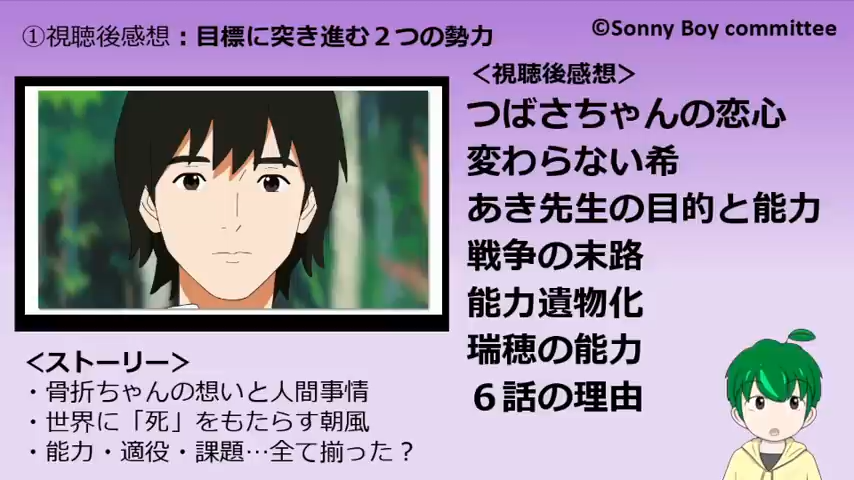 ①視聴後感想：目標に突き進む２つの勢力
©Sonny Boy committee
＜視聴後感想＞
つばさちゃんの恋心
変わらない希
あき先生の目的と能力
戦争の末路
能力遺物化
瑞穂の能力
６話の理由
＜ストーリー＞
・骨折ちゃんの想いと人間事情
・世界に「死」をもたらす朝風
・能力・適役・課題…全て揃った？